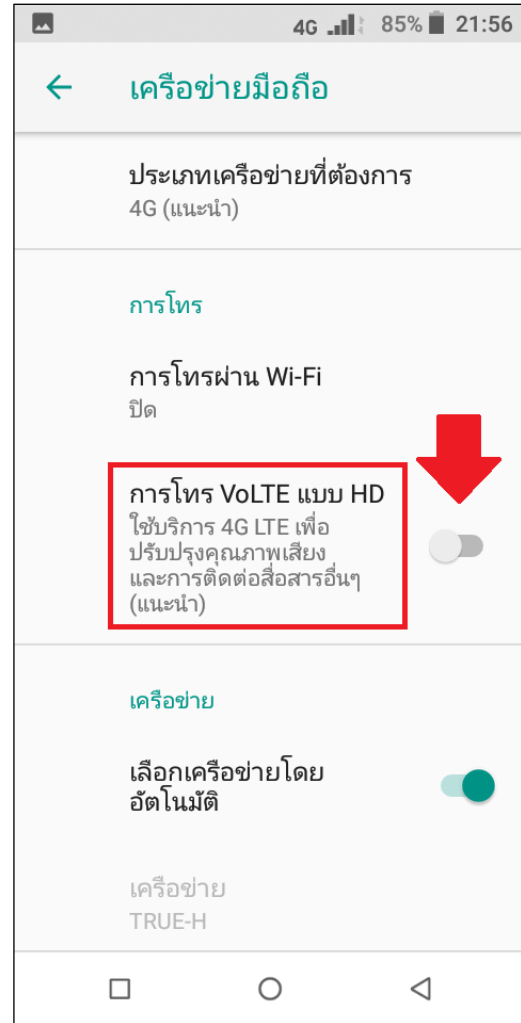 4G 85% 21:56
เครือข่ายมือถือ
ประเภทเครือข่ายที่ต้องการ
4G (แนะนำ)
การโทร
การโทรผ่าน Wi-Fi
ปิด
การโทร VoLTE แบบ HD
ใช้บริการ 4G LTE เพื่อ
ปรับปรุงคุณภาพเสียง
และการติดต่อสื่อสารอื่นๆ
(แนะนำ)
เครือข่าย
เลือกเครือข่ายโดย
อัตโนมัติ
เครือข่าย
TRUE-H